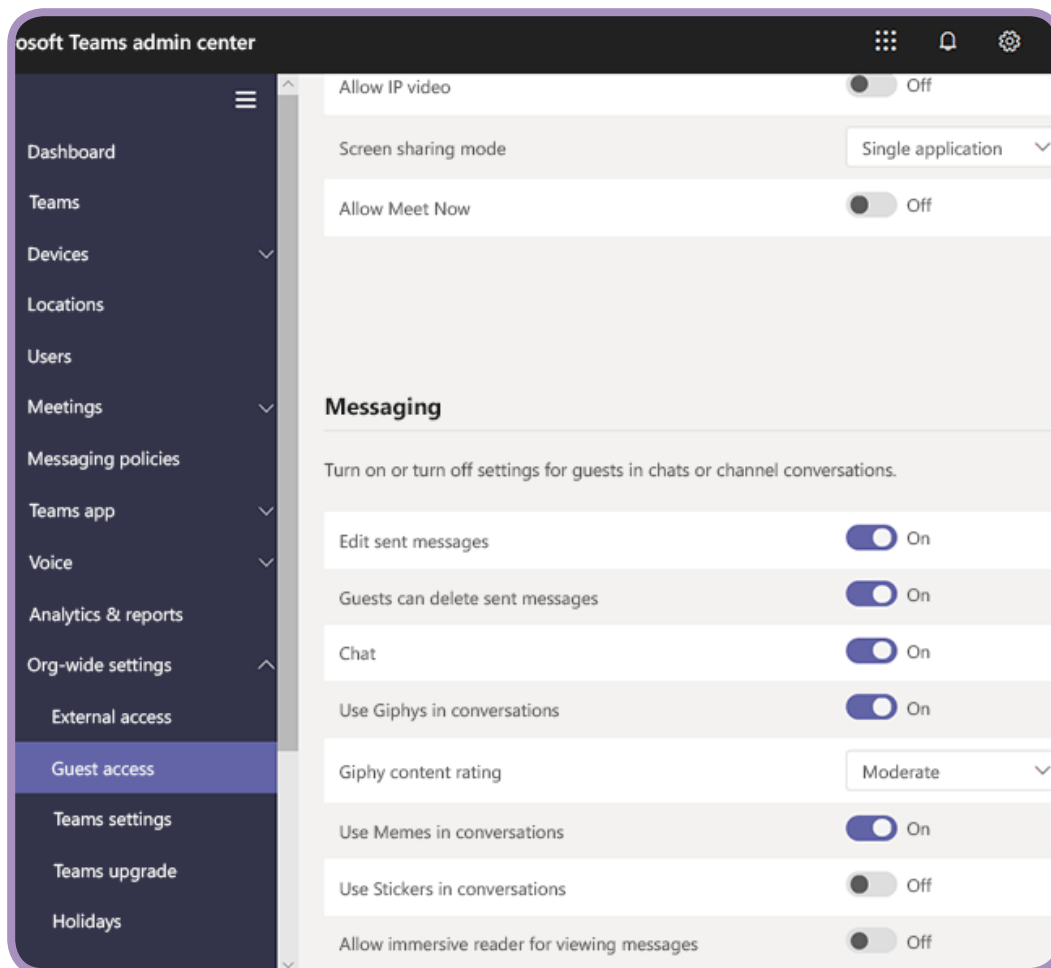 osoft Teams admin center
Dashboard
Teams
Devices
Locations
Users
Meetings
Messaging policies
Teams app
Voice
Analytics & reports
Org-wide settings
External access
Guest access
Teams settings
Teams upgrade
Holidays
Allow IP video Off
Screen sharing mode Single application
Allow Meet Now Off
Messaging
Turn on or turn off settings for guests in chats or channel conversations.
Edit sent messages On
Guests can delete sent messages On
Chat On
Use Giphys in conversations On
Giphy content rating Moderate
Use Memes in conversations On
Use Stickers in conversations Off
Allow immersive reader for viewing messages Off